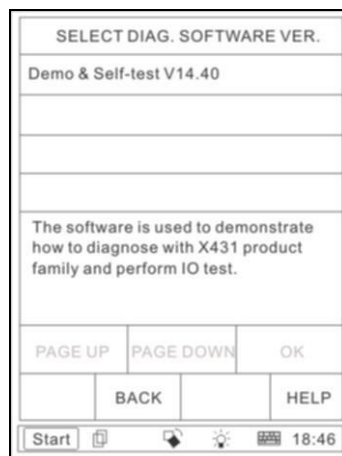 SELECT DIAG. SOFTWARE VER.
Demo & Self-test V14.40
The software is used to demonstrate
how to diagnose with X431 product
family and perform IO test.
PAGE UP PAGE DOWN OK
BACK HELP
Start 18:46